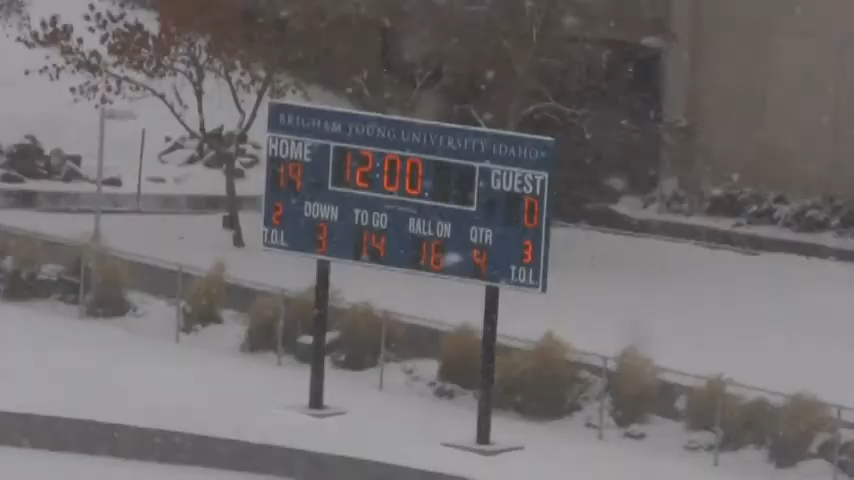 BRIGHAM YOUNG UNIVERSITY IDAHO
HOME 12:00 GUEST
19 0
DOWN TO GO BALL ON QTR
2 3 14 16 4 3
T.O.L. T.O.L.